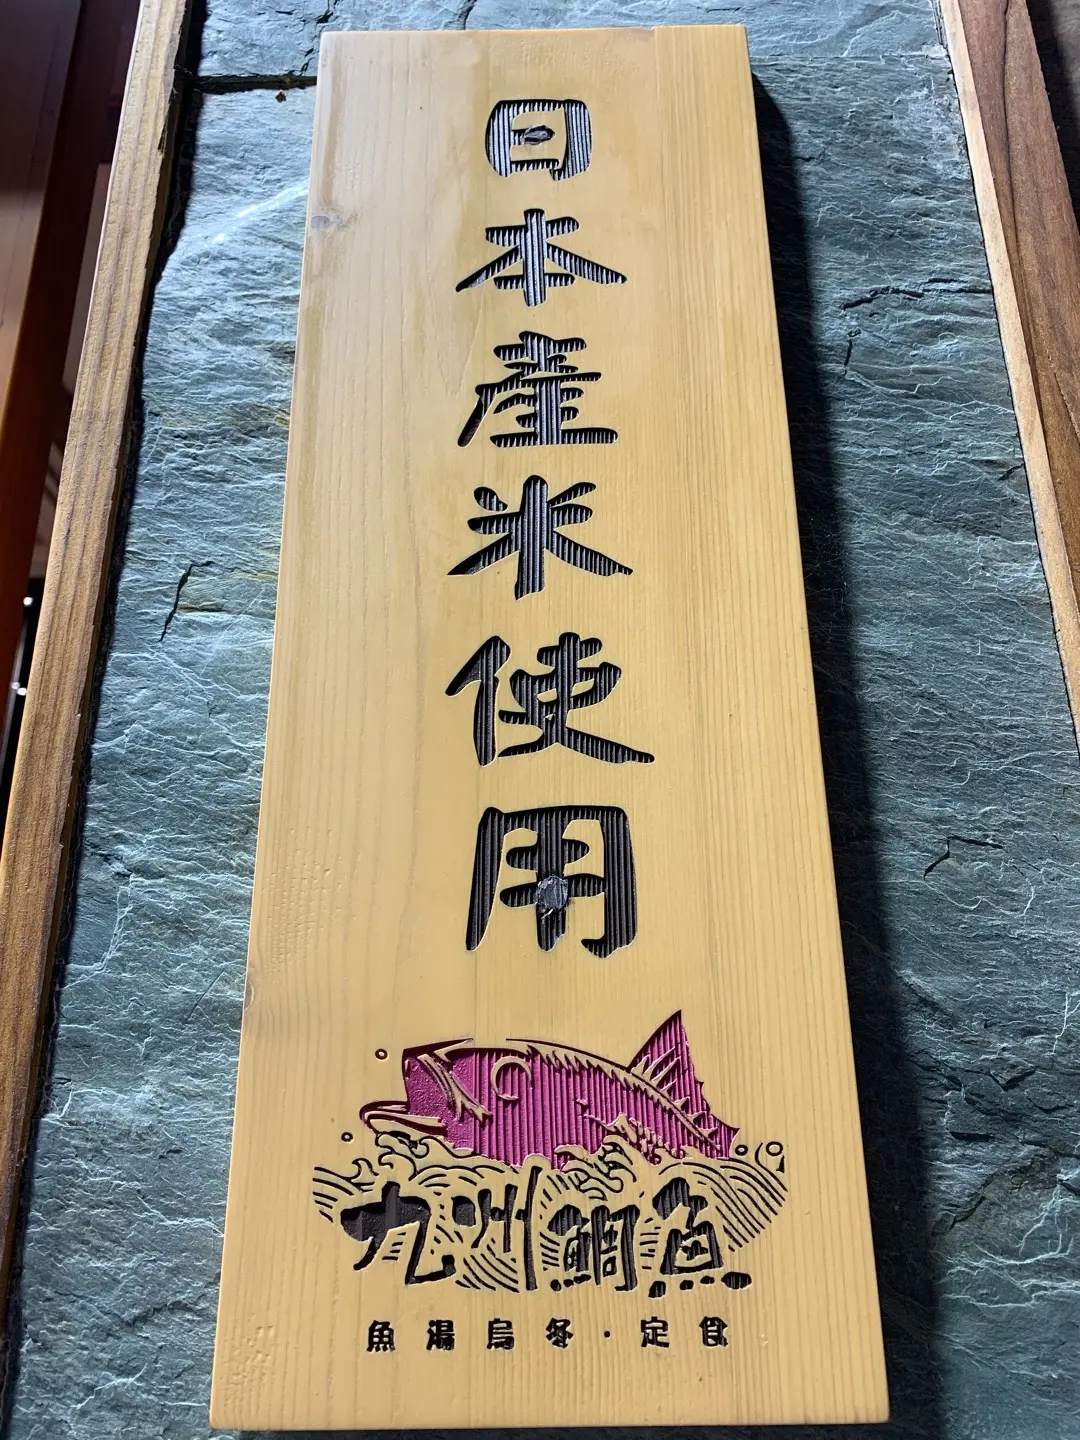 日本產米使用
九州鯛魚
魚湯烏冬・定食